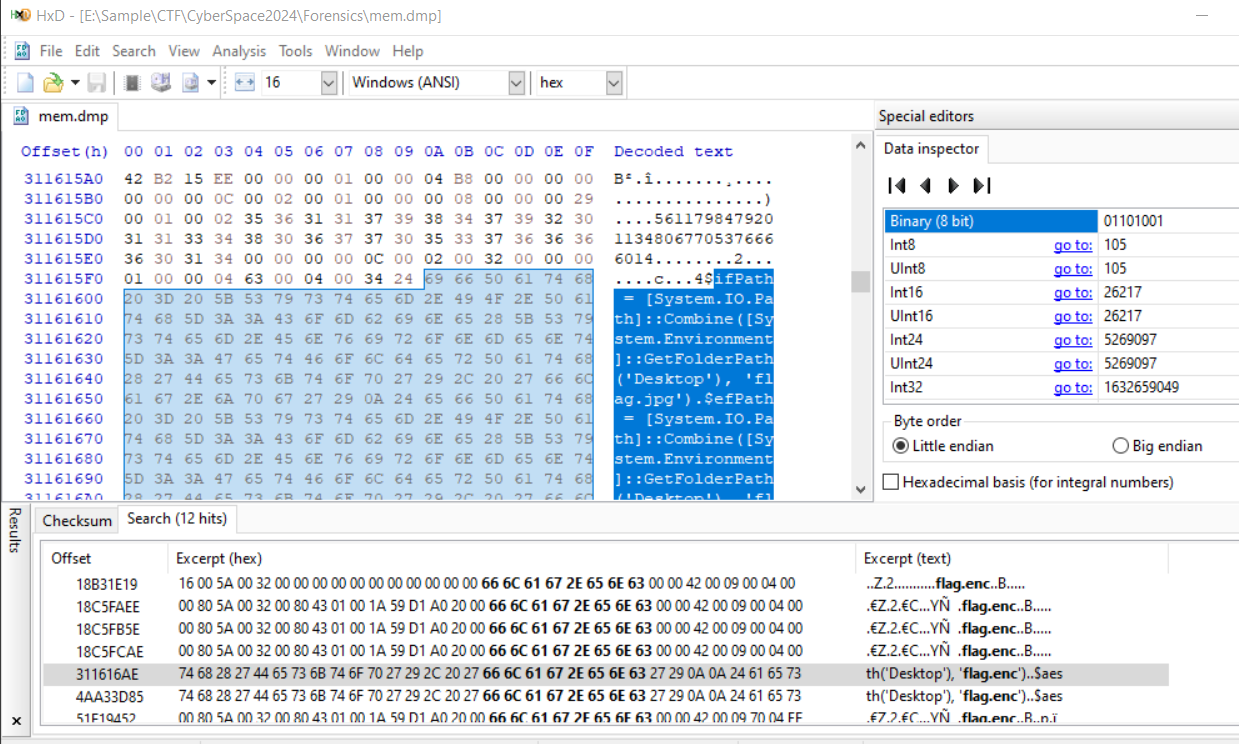 HxD - [E:\Sample\CTF\CyberSpace2024\Forensics\mem.dmp]
File Edit Search View Analysis Tools Window Help
16 Windows (ANSI) hex
mem.dmp
Special editors
Data inspector
Offset(h) 00 01 02 03 04 05 06 07 08 09 0A 0B 0C 0D 0E 0F Decoded text
311615A0 42 B2 15 EE 00 00 00 01 00 00 04 B8 00 00 00 00 B².î.......¸....
311615B0 00 00 00 0C 00 02 00 01 00 00 00 08 00 00 00 29 ...............)
311615C0 00 01 00 02 35 36 31 31 37 39 38 34 37 39 32 30 ....561179847920
311615D0 31 31 33 34 38 30 36 37 37 30 35 33 37 36 36 36 1134806770537666
311615E0 36 30 31 34 00 00 00 0C 00 02 00 32 00 00 00 00 6014.......2....
311615F0 01 00 00 04 63 00 04 00 34 24 69 66 50 61 74 68 ....c...4$ifPath
31161600 20 3D 20 5B 53 79 73 74 65 6D 2E 49 4F 2E 50 61 = [System.IO.Pa
31161610 74 68 5D 3A 3A 43 6F 6D 62 69 6E 65 28 5B 53 79 th]::Combine([Sy
31161620 73 74 65 6D 2E 45 6E 76 69 72 6F 6E 6D 65 6E 74 stem.Environment
31161630 5D 3A 3A 47 65 74 46 6F 6C 64 65 72 50 61 74 68 ]::GetFolderPath
31161640 28 27 44 65 73 6B 74 6F 70 27 29 2C 20 27 66 6C ('Desktop'), 'fl
31161650 61 67 2E 6A 70 67 27 29 0A 24 65 66 50 61 74 68 ag.jpg').$efPath
31161660 20 3D 20 5B 53 79 73 74 65 6D 2E 49 4F 2E 50 61 = [System.IO.Pa
31161670 74 68 5D 3A 3A 43 6F 6D 62 69 6E 65 28 5B 53 79 th]::Combine([Sy
31161680 73 74 65 6D 2E 45 6E 76 69 72 6F 6E 6D 65 6E 74 stem.Environment
31161690 5D 3A 3A 47 65 74 46 6F 6C 64 65 72 50 61 74 68 ]::GetFolderPath
311616A0 28 27 44 65 73 6B 74 6F 70 27 29 2C 20 27 66 6C ('Desktop'), 'fl
Binary (8 bit) 01101001
Int8 go to: 105
UInt8 go to: 105
Int16 go to: 26217
UInt16 go to: 26217
Int24 go to: 5269097
UInt24 go to: 5269097
Int32 go to: 1632659049
Byte order
Little endian Big endian
Hexadecimal basis (for integral numbers)
Results
Checksum Search (12 hits)
Offset Excerpt (hex) Excerpt (text)
18B31E19 16 00 5A 00 32 00 00 00 00 00 00 00 00 00 00 00 66 6C 61 67 2E 65 6E 63 00 00 42 00 09 00 04 00 ..Z.2...........flag.enc..B.....
18C5FAEE 00 80 5A 00 32 00 80 43 01 00 1A 59 D1 A0 20 00 66 6C 61 67 2E 65 6E 63 00 00 42 00 09 00 04 00 .€Z.2.€C...YÑ .flag.enc..B.....
18C5FB5E 00 80 5A 00 32 00 80 43 01 00 1A 59 D1 A0 20 00 66 6C 61 67 2E 65 6E 63 00 00 42 00 09 00 04 00 .€Z.2.€C...YÑ .flag.enc..B.....
18C5FCAE 00 80 5A 00 32 00 80 43 01 00 1A 59 D1 A0 20 00 66 6C 61 67 2E 65 6E 63 00 00 42 00 09 00 04 00 .€Z.2.€C...YÑ .flag.enc..B.....
311616AE 74 68 28 27 44 65 73 6B 74 6F 70 27 29 2C 20 27 66 6C 61 67 2E 65 6E 63 27 29 0A 0A 24 61 65 73 th('Desktop'), 'flag.enc')..$aes
4AA33D85 74 68 28 27 44 65 73 6B 74 6F 70 27 29 2C 20 27 66 6C 61 67 2E 65 6E 63 27 29 0A 0A 24 61 65 73 th('Desktop'), 'flag.enc')..$aes
51F19452 00 80 5A 00 32 00 80 43 01 00 1A 59 D1 A0 20 00 66 6C 61 67 2E 65 6E 63 00 00 42 00 09 70 04 EF .€Z.2.€C...YÑ .flag.enc..B..p.ï